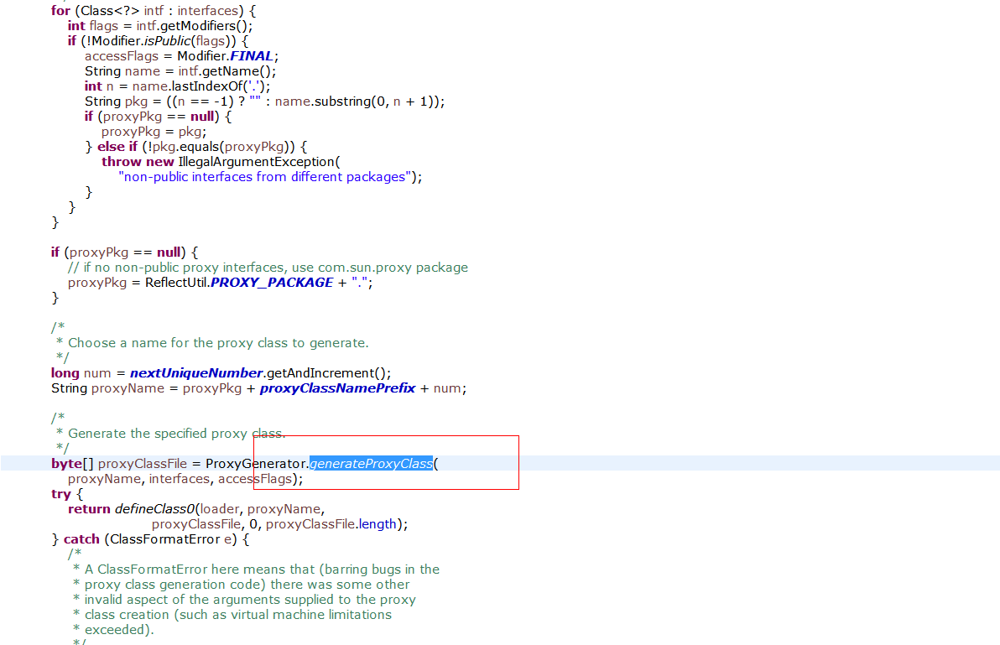 for (Class<?> intf : interfaces) {
int flags = intf.getModifiers();
if (!Modifier.isPublic(flags)) {
accessFlags = Modifier.FINAL;
String name = intf.getName();
int n = name.lastIndexOf('.');
String pkg = ((n == -1) ? "" : name.substring(0, n + 1));
if (proxyPkg == null) {
proxyPkg = pkg;
} else if (!pkg.equals(proxyPkg)) {
throw new IllegalArgumentException(
"non-public interfaces from different packages");
}
}
}
if (proxyPkg == null) {
// if no non-public proxy interfaces, use com.sun.proxy package
proxyPkg = ReflectUtil.PROXY_PACKAGE + ".";
}
/*
* Choose a name for the proxy class to generate.
*/
long num = nextUniqueNumber.getAndIncrement();
String proxyName = proxyPkg + proxyClassNamePrefix + num;
/*
* Generate the specified proxy class.
*/
byte[] proxyClassFile = ProxyGenerator.generateProxyClass(
proxyName, interfaces, accessFlags);
try {
return defineClass0(loader, proxyName,
proxyClassFile, 0, proxyClassFile.length);
} catch (ClassFormatError e) {
/*
* A ClassFormatError here means that (barring bugs in the
* proxy class generation code) there was some other
* invalid aspect of the arguments supplied to the proxy
* class creation (such as virtual machine limitations
* exceeded).
*/